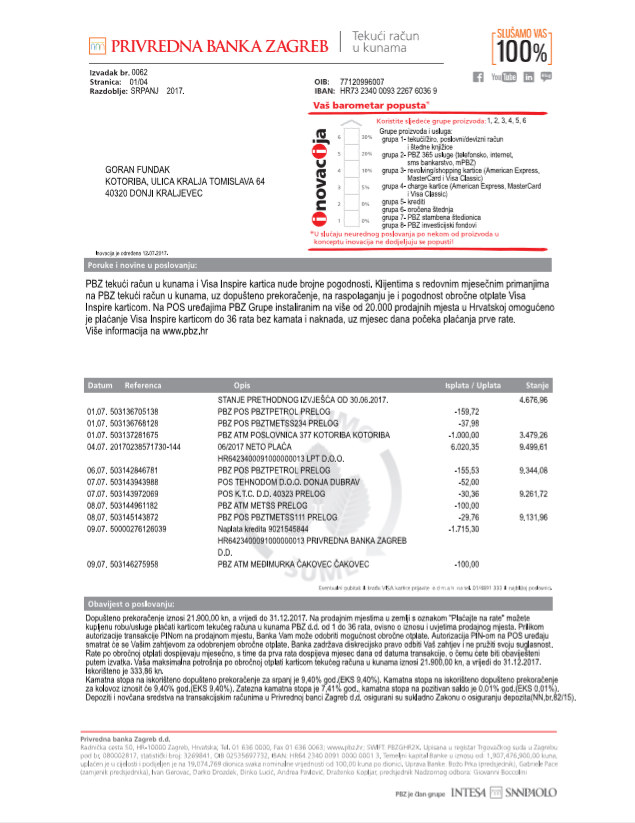 PRIVREDNA BANKA ZAGREB
Tekući račun
u kunama
SLUŠAMO VAS
100%
Izvadak br. 0062
Stranica: 01/04
Razdoblje: SRPANJ 2017.
OIB: 77120996007
IBAN: HR73 2340 0093 2267 6036 9
YouTube
Vaš barometar popusta*
Koristite sljedeće grupe proizvoda: 1, 2, 3, 4, 5, 6
inovacija
6 30%
5 20%
4 10%
3 5%
2 0%
1 0%
Grupe proizvoda i usluga:
grupa 1- tekući/žiro, poslovni/devizni račun
i štedne knjižice
grupa 2- PBZ 365 usluge (telefonsko, internet,
sms bankarstvo, mPBZ)
grupa 3- revolving/shopping kartice (American Express,
MasterCard i Visa Classic)
grupa 4- charge kartice (American Express, MasterCard
i Visa Classic)
grupa 5- krediti
grupa 6- oročena štednja
grupa 7- PBZ stambena štedionica
grupa 8- PBZ investicijski fondovi
*U slučaju neurednog poslovanja po nekom od proizvoda u
konceptu inovacija ne dodjeljuju se popusti!
GORAN FUNDAK
KOTORIBA, ULICA KRALJA TOMISLAVA 64
40320 DONJI KRALJEVEC
Inovacija je određena 12.07.2017.
Poruke i novine u poslovanju:
PBZ tekući račun u kunama i Visa Inspire kartica nude brojne pogodnosti. Klijentima s redovnim mjesečnim primanjima
na PBZ tekući račun u kunama, uz dopušteno prekoračenje, na raspolaganju je i pogodnost obročne otplate Visa
Inspire karticom. Na POS uređajima PBZ Grupe instaliranim na više od 20.000 prodajnih mjesta u Hrvatskoj omogućeno
je plaćanje Visa Inspire karticom do 36 rata bez kamata i naknada, uz mjesec dana počeka plaćanja prve rate.
Više informacija na www.pbz.hr
Datum Referenca Opis Isplata / Uplata Stanje
STANJE PRETHODNOG IZVJEŠĆA OD 30.06.2017. 4.676,96
01.07. 503136705138 PBZ POS PBZTPETROL PRELOG -159,72
01.07. 503136768128 PBZ POS PBZTMETSS234 PRELOG -37,98
01.07. 503137281675 PBZ ATM POSLOVNICA 377 KOTORIBA KOTORIBA -1.000,00 3.479,26
04.07. 20170238571730-144 06/2017 NETO PLAĆA 6.020,35 9.499,61
HR6423400091000000013 LPT D.O.O.
06.07. 503142846781 PBZ POS PBZTPETROL PRELOG -155,53 9.344,08
07.07. 503143943988 POS TEHNODOM D.O.O. DONJA DUBRAV -52,00
07.07. 503143972069 POS K.T.C. D.D. 40323 PRELOG -30,36 9.261,72
08.07. 503144961182 PBZ ATM METSS PRELOG -100,00
08.07. 503145143872 PBZ POS PBZTMETSS111 PRELOG -29,76 9.131,96
09.07. 50000276126039 Naplata kredita 9021545844 -1.715,30
HR6423400091000000013 PRIVREDNA BANKA ZAGREB
D.D.
09.07. 503146275958 PBZ ATM MEĐIMURKA ČAKOVEC ČAKOVEC -100,00
Eventualni gubitak ili krađu VISA kartice prijavite o d m a h na tel. 01/4891 333 ili najbližoj poslovnici.
Obavijest o poslovanju:
Dopušteno prekoračenje iznosi 21.900,00 kn, a vrijedi do 31.12.2017. Na prodajnim mjestima u zemlji s oznakom "Plaćajte na rate" možete
kupljenu robu/usluge plaćati karticom tekućeg računa u kunama PBZ d.d. od 1 do 36 rata, ovisno o iznosu i uvjetima prodajnog mjesta. Prilikom
autorizacije transakcije PINom na prodajnom mjestu, Banka Vam može odobriti mogućnost obročne otplate. Autorizacija PIN-om na POS uređaju
smatrat će se Vašim zahtjevom za odobrenjem obročne otplate, Banka zadržava diskrecijsko pravo odbiti Vaš zahtjev i ne pružiti svoju suglasnost.
Rate po obročnoj otplati dospijevaju mjesečno, s time da prva rata dospijeva mjesec dana od datuma transakcije, o čemu ćete biti obaviješteni
putem izvatka. Vaša maksimalna potrošnja po obročnoj otplati karticom tekućeg računa u kunama iznosi 21.900,00 kn, a vrijedi do 31.12.2017.
Iskorišteno je 333,86 kn.
Kamatna stopa na iskorišteno dopušteno prekoračenje za srpanj je 9,40% god.(EKS 9,40%). Kamatna stopa na iskorišteno dopušteno prekoračenje
za kolovoz iznosit će 9,40% god.(EKS 9,40%). Zatezna kamatna stopa je 7,41% god., kamatna stopa na pozitivan saldo je 0,01% god.(EKS 0,01%).
Depoziti i novčana sredstva na transakcijskim računima u Privrednoj banci Zagreb d.d. osigurani su sukladno Zakonu o osiguranju depozita(NN,br.82/15).
Privredna banka Zagreb d.d.
Radnička cesta 50, HR-10000 Zagreb, Hrvatska; Tel. 01 636 0000, Fax 01 636 0063; www.pbz.hr; SWIFT: PBZGHR2X. Upisana u registar Trgovačkog suda u Zagrebu
pod br. 080002817, statistički broj: 3269841, OIB 02535697732, IBAN: HR64 2340 0091 0000 0001 3, Temeljni kapital Banke u iznosu od 1.907,476,900,00 kuna,
uplaćen je u cijelosti i podijeljen je na 19,074,769 dionica svaka nominalne vrijednosti od 100,00 kuna po dionici, Uprava Banke: Božo Prka (predsjednik), Gabriele Pace
(zamjenik predsjednika), Ivan Gerovac, Darko Drozdek, Dinko Lucić, Andrea Pavlović, Draženko Kopljar, predsjednik Nadzornog odbora: Giovanni Boccolini
PBZ je član grupe INTESA SANPAOLO